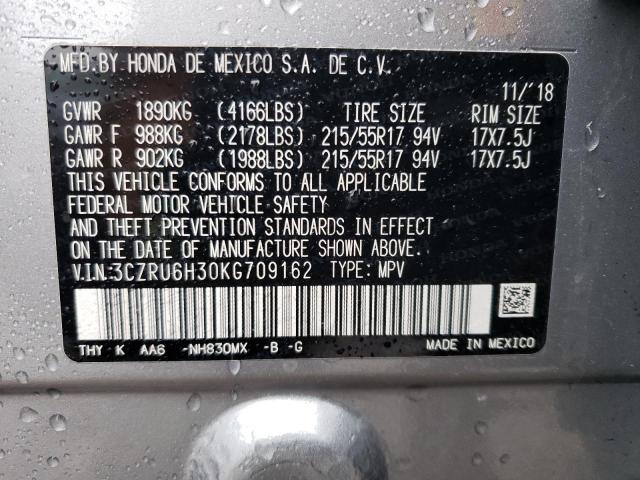 MFD.BY HONDA DE MEXICO S.A. DE C.V.
11/'18
GVWR 1890KG (4166LBS) TIRE SIZE RIM SIZE
GAWR F 988KG (2178LBS) 215/55R17 94V 17X7.5J
GAWR R 902KG (1988LBS) 215/55R17 94V 17X7.5J
THIS VEHICLE CONFORMS TO ALL APPLICABLE
FEDERAL MOTOR VEHICLE SAFETY
AND THEFT PREVENTION STANDARDS IN EFFECT
ON THE DATE OF MANUFACTURE SHOWN ABOVE.
V.I.N:3CZRU6H30KG709162 TYPE: MPV
THY K AA6 -NH830MX -B -G MADE IN MEXICO